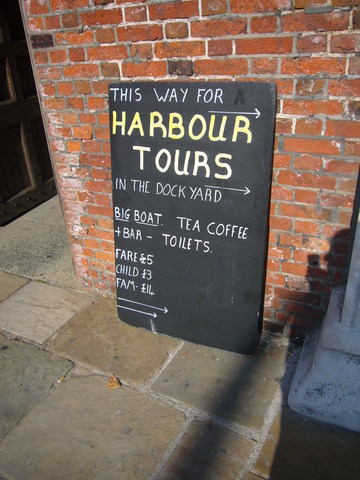 THIS WAY FOR A
HARBOUR
TOURS
IN THE DOCKYARD
BIG BOAT. TEA COFFEE
+BAR - TOILETS.
FARE £5
CHILD £3
FAM. £14